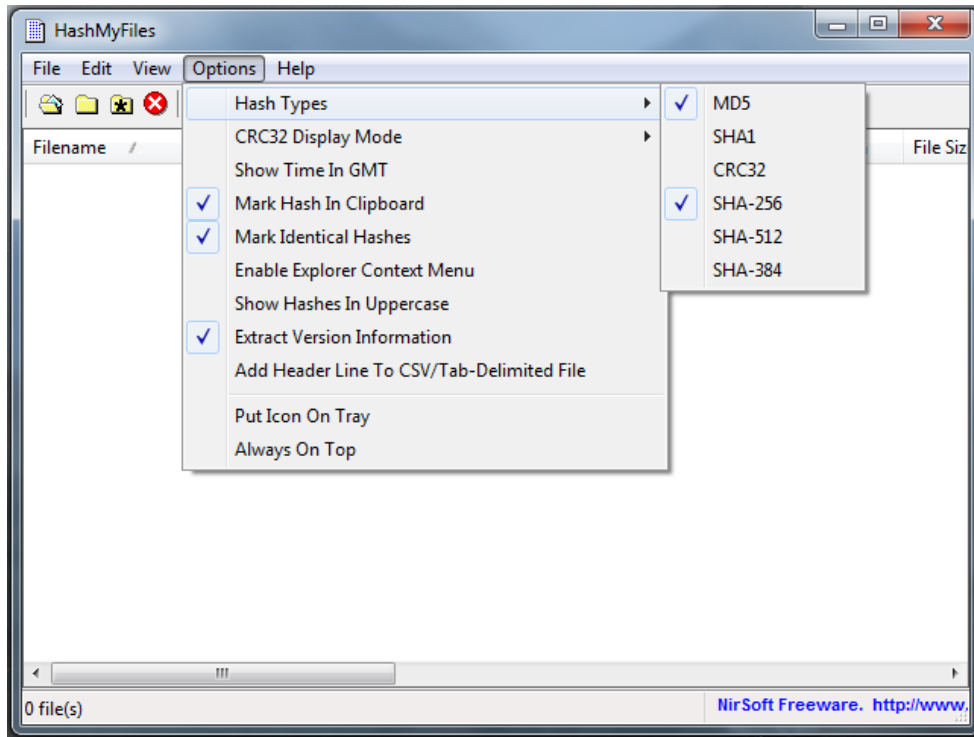 HashMyFiles
File Edit View Options Help
Hash Types
MD5
CRC32 Display Mode
SHA1
Filename
File Siz
Show Time In GMT
CRC32
Mark Hash In Clipboard
SHA-256
Mark Identical Hashes
SHA-512
Enable Explorer Context Menu
SHA-384
Show Hashes In Uppercase
Extract Version Information
Add Header Line To CSV/Tab-Delimited File
Put Icon On Tray
Always On Top
0 file(s)
NirSoft Freeware. http://www.